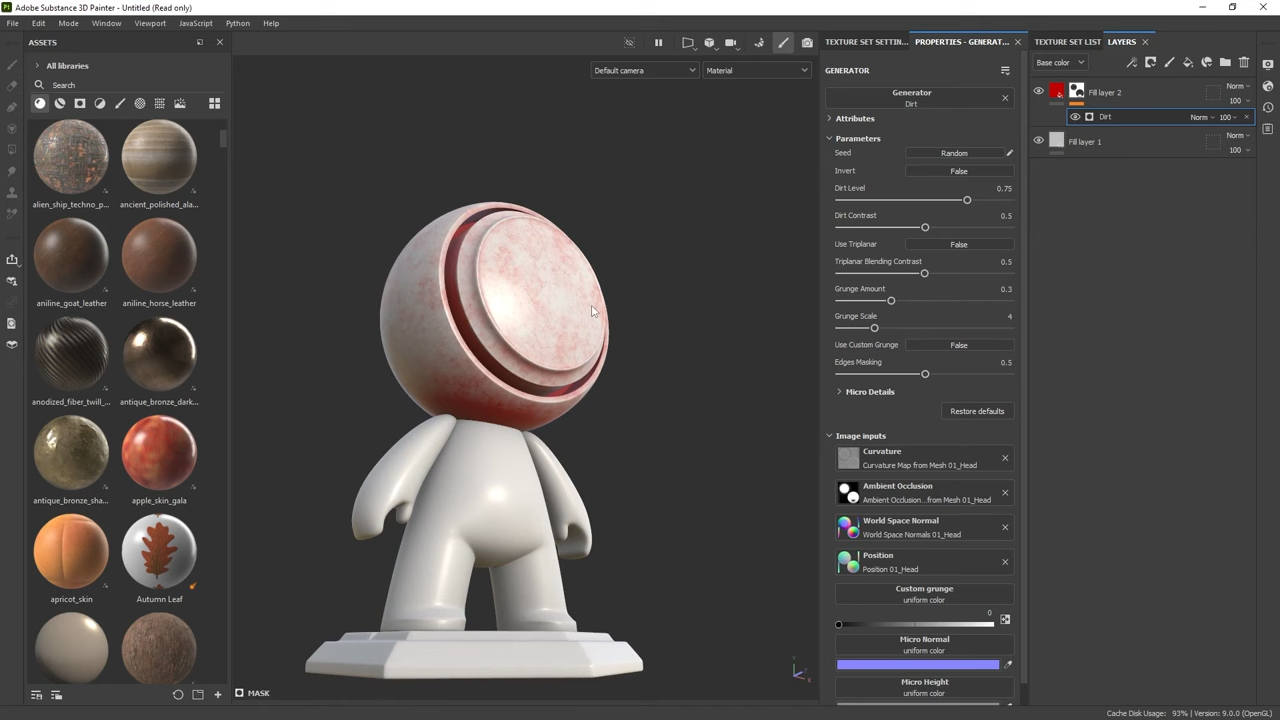 Adobe Substance 3D Painter - Untitled (Read only)
File Edit Mode Viewport JavaScript Python Help
ASSETS
All libraries
Search
alien_ship_techno_p...
ancient_polished_ala...
aniline_goat_leather
aniline_horse_leather
anodized_fiber_twill_...
antique_bronze_dark...
antique_bronze_sha...
apple_skin_gala
apricot_skin
Autumn Leaf
Default camera
Material
MASK
TEXTURE SET SETTIN...
PROPERTIES - GENERAT...
GENERATOR
Generator
Dirt
Attributes
Parameters
Seed Random
Invert False
Dirt Level 0.75
Dirt Contrast 0.5
Use Triplanar False
Triplanar Blending Contrast 0.5
Grunge Amount 0.3
Grunge Scale 4
Use Custom Grunge False
Edges Masking 0.5
Micro Details
Restore defaults
Image inputs
Curvature
Curvature Map from Mesh 01_Head
Ambient Occlusion
Ambient Occlusion...from Mesh 01_Head
World Space Normal
World Space Normals 01_Head
Position
Position 01_Head
Custom grunge
uniform color
0
Micro Normal
uniform color
Micro Height
uniform color
TEXTURE SET LIST
LAYERS
Base color
Fill layer 2
Norm
100
Dirt Norm 100
Fill layer 1
Norm
100
Cache Disk Usage: 93% | Version: 9.0.0 (OpenGL)